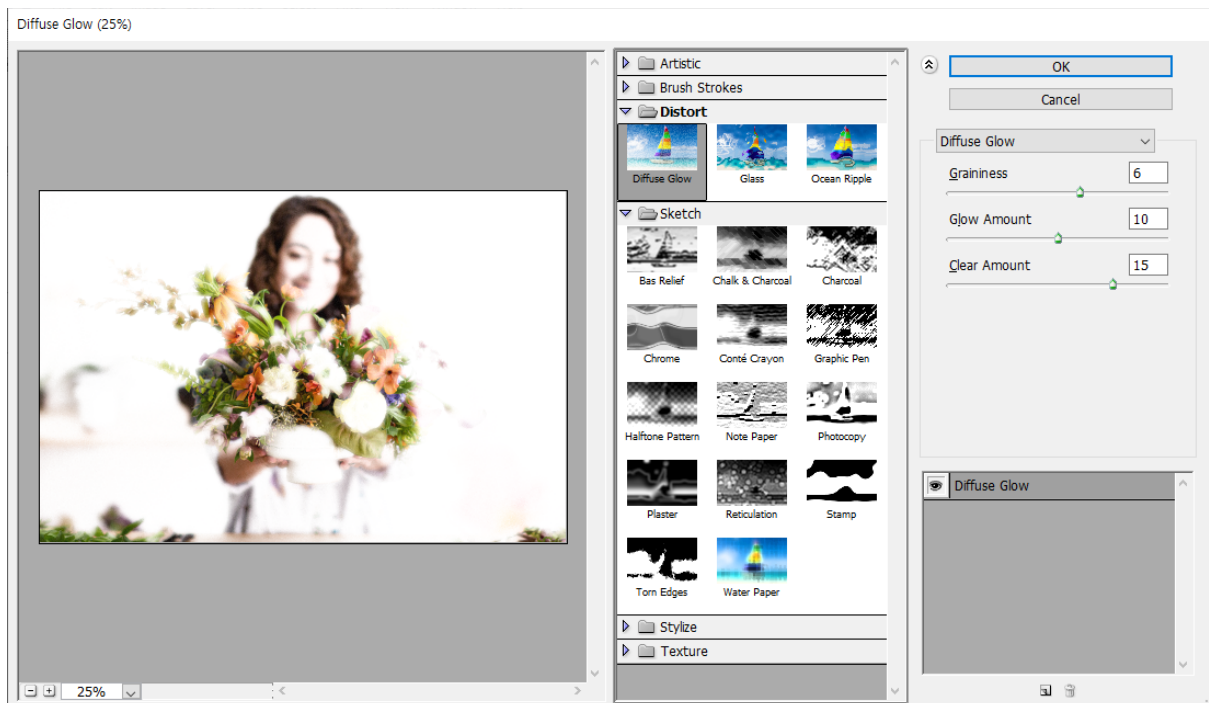 Diffuse Glow (25%)
25%
Artistic
Brush Strokes
Distort
Diffuse Glow
Glass
Ocean Ripple
Sketch
Bas Relief
Chalk & Charcoal
Charcoal
Chrome
Conté Crayon
Graphic Pen
Halftone Pattern
Note Paper
Photocopy
Plaster
Reticulation
Stamp
Torn Edges
Water Paper
Stylize
Texture
OK
Cancel
Diffuse Glow
Graininess 6
Glow Amount 10
Clear Amount 15
Diffuse Glow